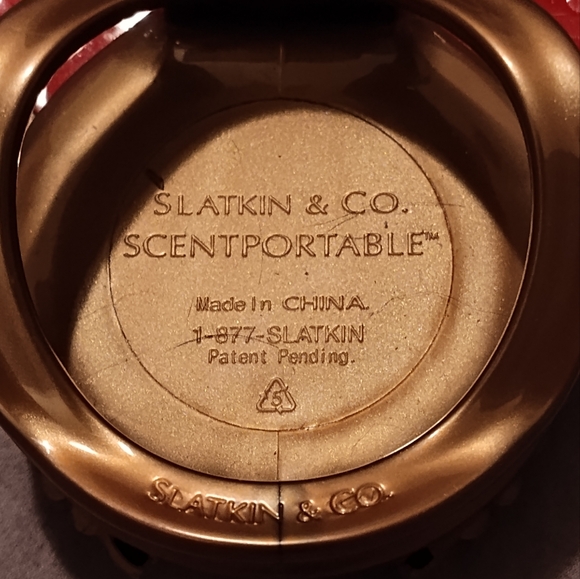 SLATKIN & CO.
SCENTPORTABLE™
Made In CHINA.
1-877-SLATKIN
Patent Pending.
5
SLATKIN & CO.